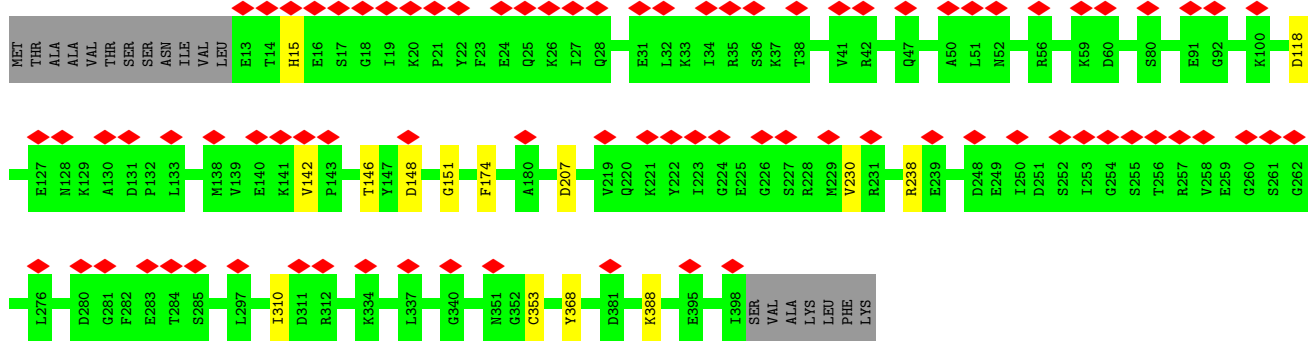 MET THR ALA ALA VAL THR SER SER ASN ILE VAL LEU E13 T14 H15 E16 S17 G18 I19 K20 P21 Y22 F23 E24 Q25 K26 I27 Q28 E31 L32 K33 I34 R35 S36 K37 T38 V41 R42 Q47 A50 L51 N52 R56 K59 D60 S80 E91 G92 K100 D118
E127 N128 K129 A130 D131 P132 L133 M138 V139 E140 K141 V142 P143 T146 Y147 D148 G151 F174 A180 D207 V219 Q220 K221 Y222 I223 G224 E225 G226 S227 R228 M229 V230 R231 R238 E239 D248 E249 I250 D251 S252 I253 G254 S255 T256 R257 V258 E259 G260 S261 G262
L276 D280 G281 F282 E283 T284 S285 L297 I310 D311 R312 K334 L337 G340 N351 G352 C353 Y368 D381 K388 E395 I398 SER VAL ALA LYS LEU PHE LYS